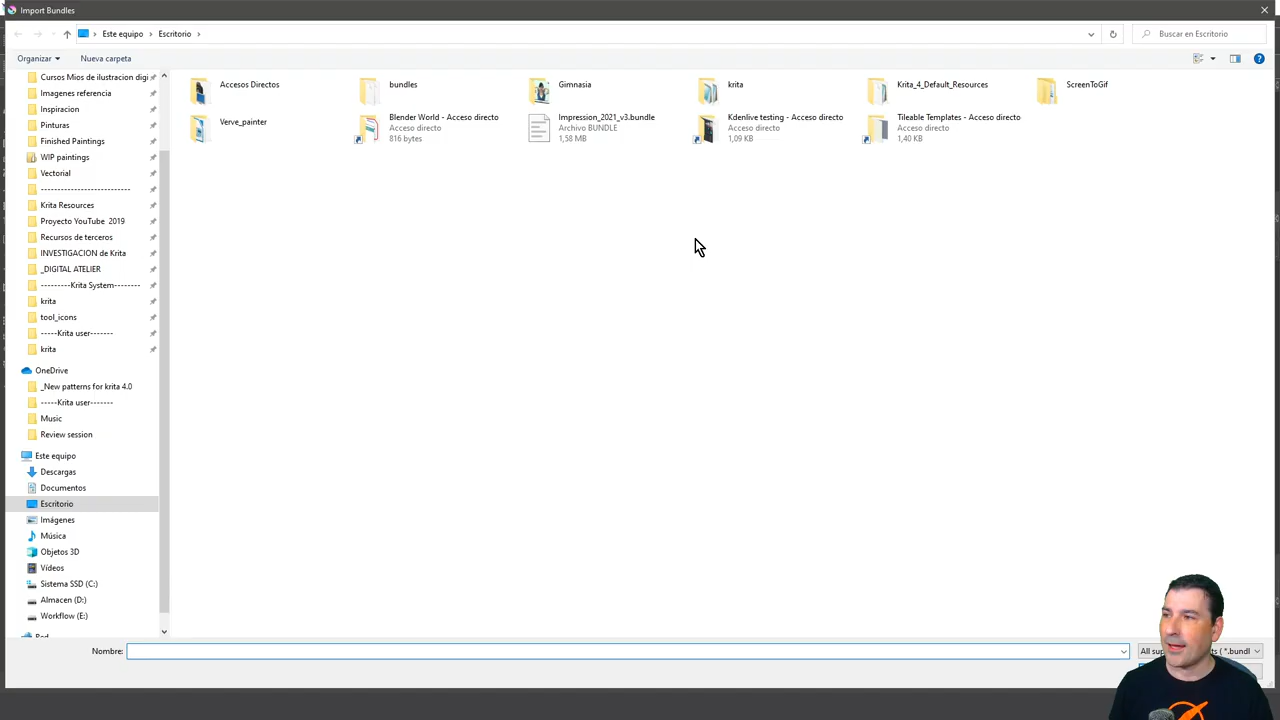 Import Bundles
Este equipo
Escritorio
Buscar en Escritorio
Organizar
Nueva carpeta
Cursos Mios de ilustracion digi
Imagenes referencia
Inspiracion
Pinturas
Finished Paintings
WIP paintings
Vectorial
---------------------------
Krita Resources
Proyecto YouTube 2019
Recursos de terceros
INVESTIGACION de Krita
_DIGITAL ATELIER
---------Krita System--------
krita
tool_icons
-----Krita user-------
krita
OneDrive
_New patterns for krita 4.0
-----Krita user-------
Music
Review session
Este equipo
Descargas
Documentos
Escritorio
Imágenes
Música
Objetos 3D
Vídeos
Sistema SSD (C:)
Almacen (D:)
Workflow (E:)
Accesos Directos
bundles
Gimnasia
krita
Krita_4_Default_Resources
ScreenToGif
Verve_painter
Blender World - Acceso directo
Acceso directo
816 bytes
Impression_2021_v3.bundle
Archivo BUNDLE
1,58 MB
Kdenlive testing - Acceso directo
Acceso directo
1,09 KB
Tileable Templates - Acceso directo
Acceso directo
1,40 KB
Nombre:
All sup
ts ( *.bundl